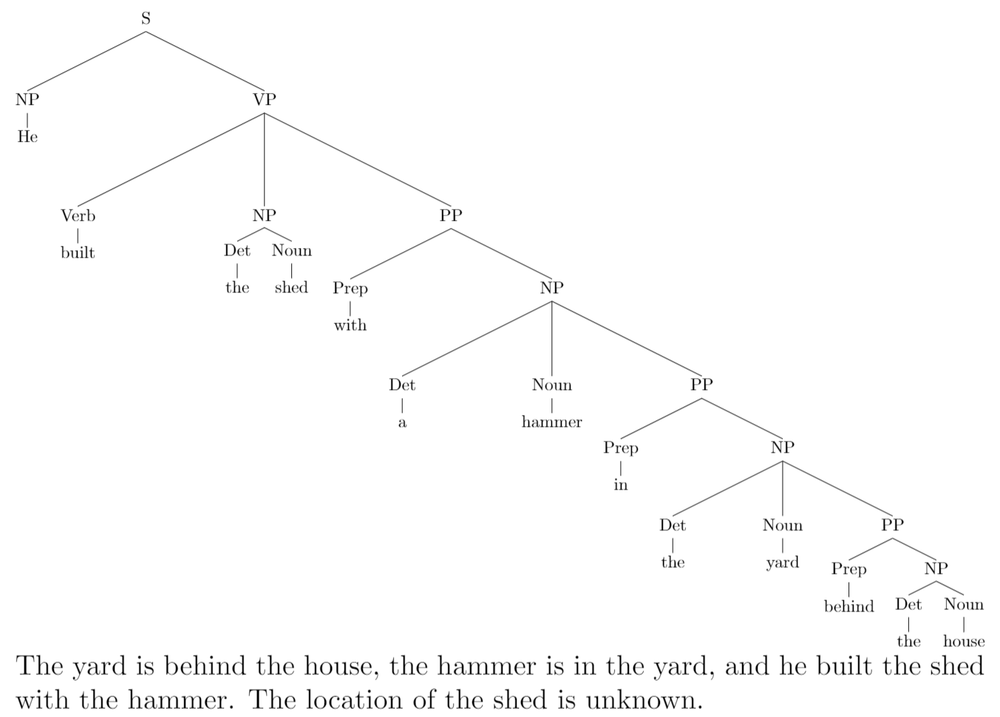 S
NP VP
He
Verb NP PP
built Det Noun
the shed Prep NP
with
Det Noun PP
a hammer
Prep NP
in
Det Noun PP
the yard Prep NP
behind Det Noun
the house
The yard is behind the house, the hammer is in the yard, and he built the shed
with the hammer. The location of the shed is unknown.